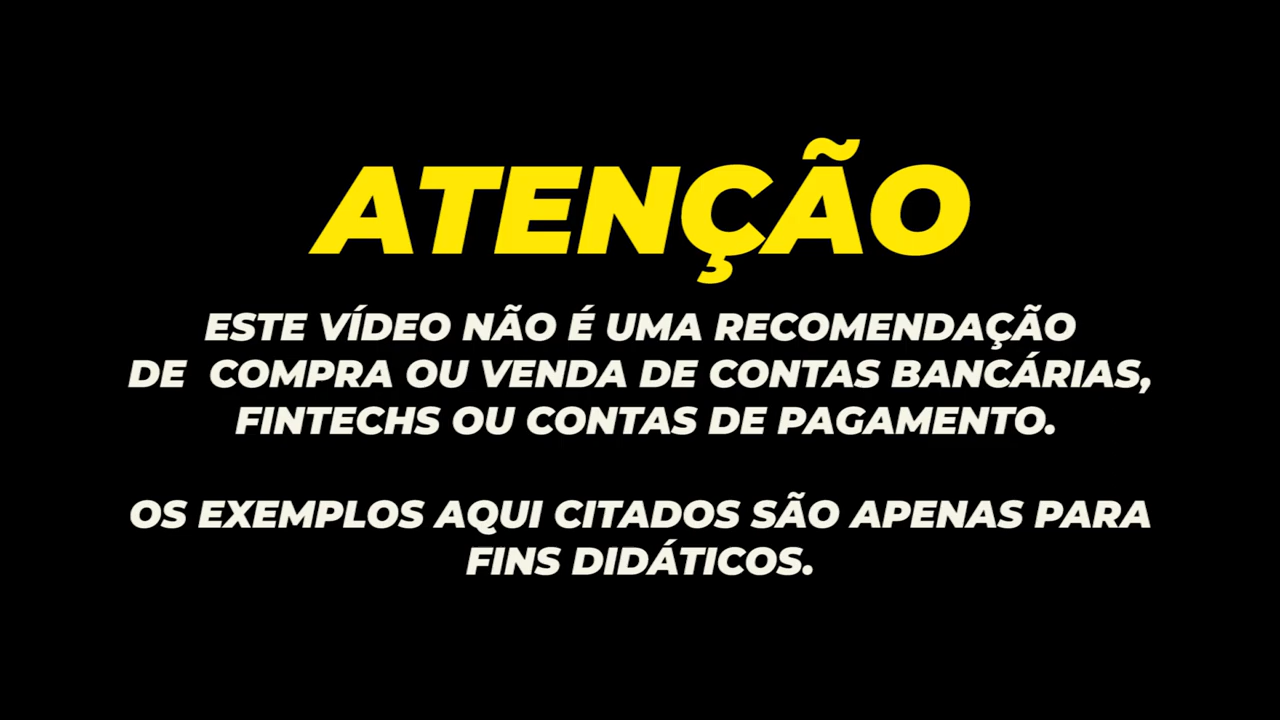 ATENÇÃO
ESTE VÍDEO NÃO É UMA RECOMENDAÇÃO
DE COMPRA OU VENDA DE CONTAS BANCÁRIAS,
FINTECHS OU CONTAS DE PAGAMENTO.
OS EXEMPLOS AQUI CITADOS SÃO APENAS PARA
FINS DIDÁTICOS.